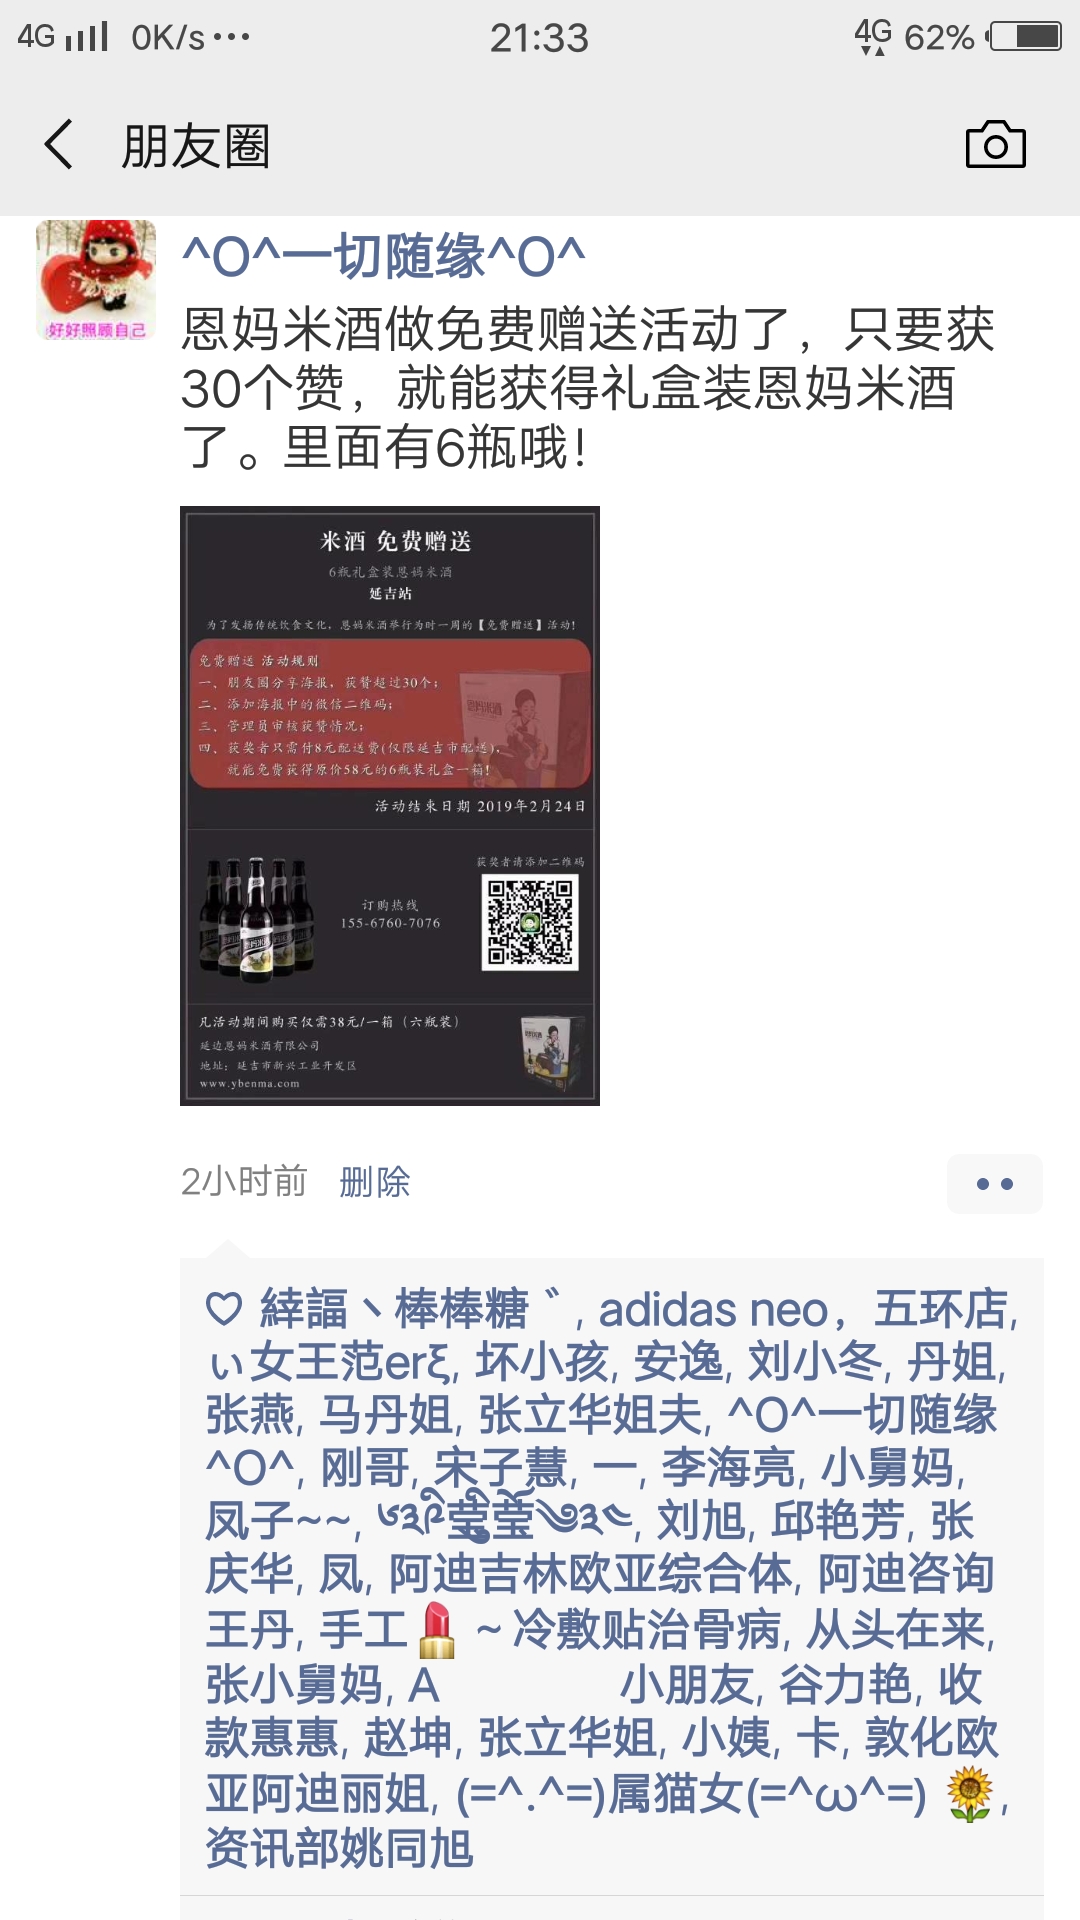 4G 0K/s··· 21:33 4G 62%
朋友圈
^O^一切随缘^O^
好好照顾自己
恩妈米酒做免费赠送活动了，只要获
30个赞，就能获得礼盒装恩妈米酒
了。里面有6瓶哦！
米酒 免费赠送
6瓶礼盒装恩妈米酒
延吉站
为了发扬传统饮食文化，恩妈米酒举行为时一周的【免费赠送】活动！
免费赠送 活动规则
一、朋友圈分享海报，获赞超过30个；
二、添加海报中的微信二维码；
三、管理员审核获赞情况；
四、获奖者只需付8元配送费(仅限延吉市配送)，
就能免费获得原价58元的6瓶装礼盒一箱！
活动结束日期 2019年2月24日
获奖者请添加二维码
订购热线
155-6760-7076
凡活动期间购买仅需38元/一箱（六瓶装）
延边恩妈米酒有限公司
地址：延吉市新兴工业开发区
www.ybenma.com
2小时前 删除
♡ 緈諨丶棒棒糖゛, adidas neo，五环店,
ぃ女王范erξ, 坏小孩, 安逸, 刘小冬, 丹姐,
张燕, 马丹姐, 张立华姐夫, ^O^一切随缘
^O^, 刚哥, 宋子慧, 一, 李海亮, 小舅妈,
凤子~~, 莹莹, 刘旭, 邱艳芳, 张
庆华, 凤, 阿迪吉林欧亚综合体, 阿迪咨询
王丹, 手工💄 ~冷敷贴治骨病, 从头在来,
张小舅妈, A 小朋友, 谷力艳, 收
款惠惠, 赵坤, 张立华姐, 小姨, 卡, 敦化欧
亚阿迪丽姐, (=^.^=)属猫女(=^ω^=) 🌻,
资讯部姚同旭